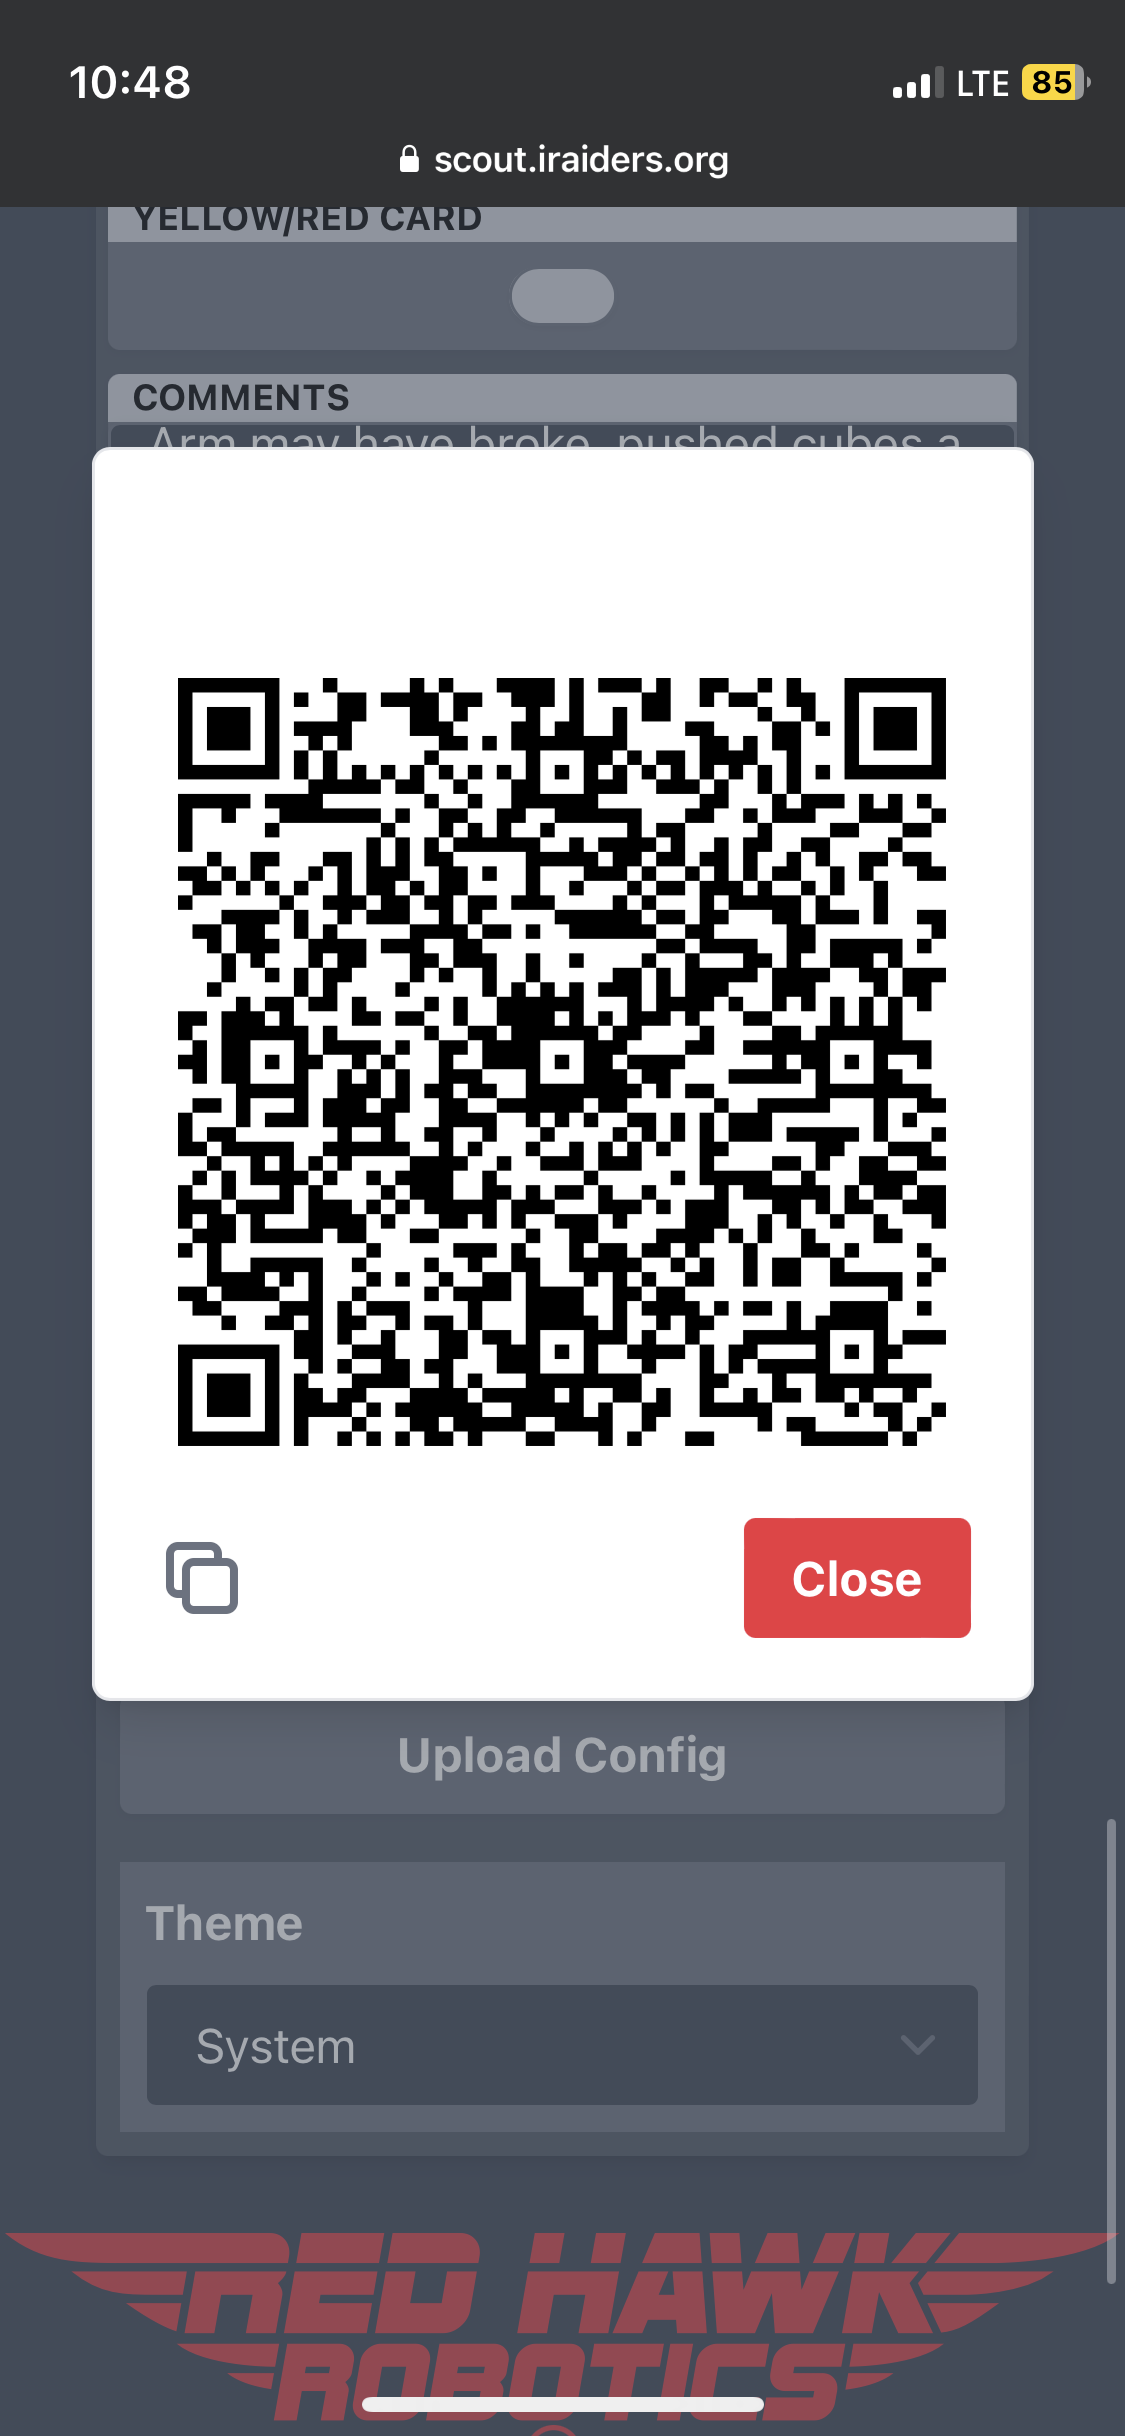 10:48
LTE 85
scout.iraiders.org
YELLOW/RED CARD
COMMENTS
Arm may have broke, pushed cubes a
Close
Upload Config
Theme
System
RED HAWK
ROBOTICS